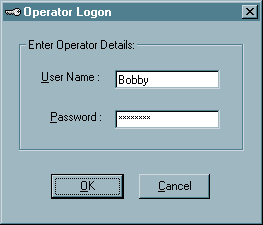 Operator Logon
Enter Operator Details:
User Name : Bobby
Password : ********
OK Cancel